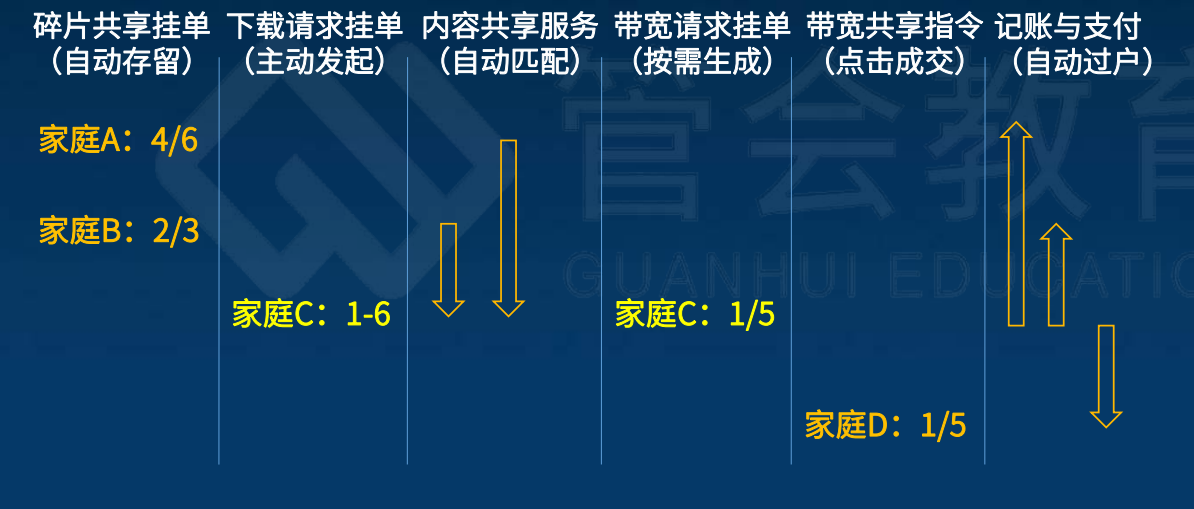 碎片共享挂单 下载请求挂单 内容共享服务 带宽请求挂单 带宽共享指令 记账与支付
（自动存留） （主动发起） （自动匹配） （按需生成） （点击成交） （自动过户）
家庭A：4/6
家庭B：2/3
家庭C：1-6 家庭C：1/5
家庭D：1/5
管会教育
GUANHUI EDUCATIO